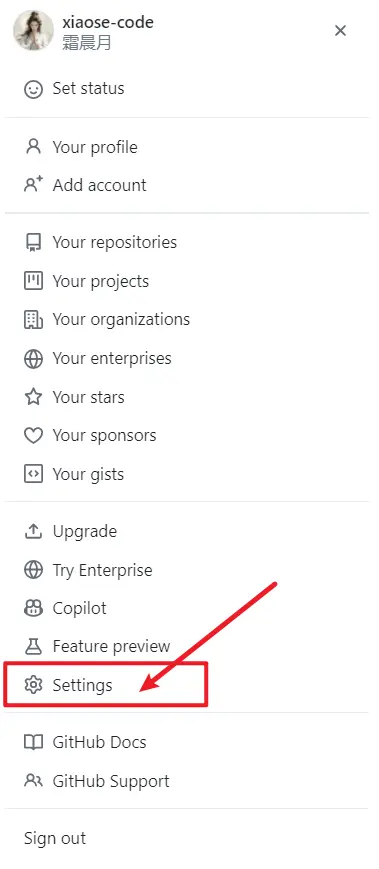 xiaose-code
霜晨月
Set status
Your profile
Add account
Your repositories
Your projects
Your organizations
Your enterprises
Your stars
Your sponsors
Your gists
Upgrade
Try Enterprise
Copilot
Feature preview
Settings
GitHub Docs
GitHub Support
Sign out